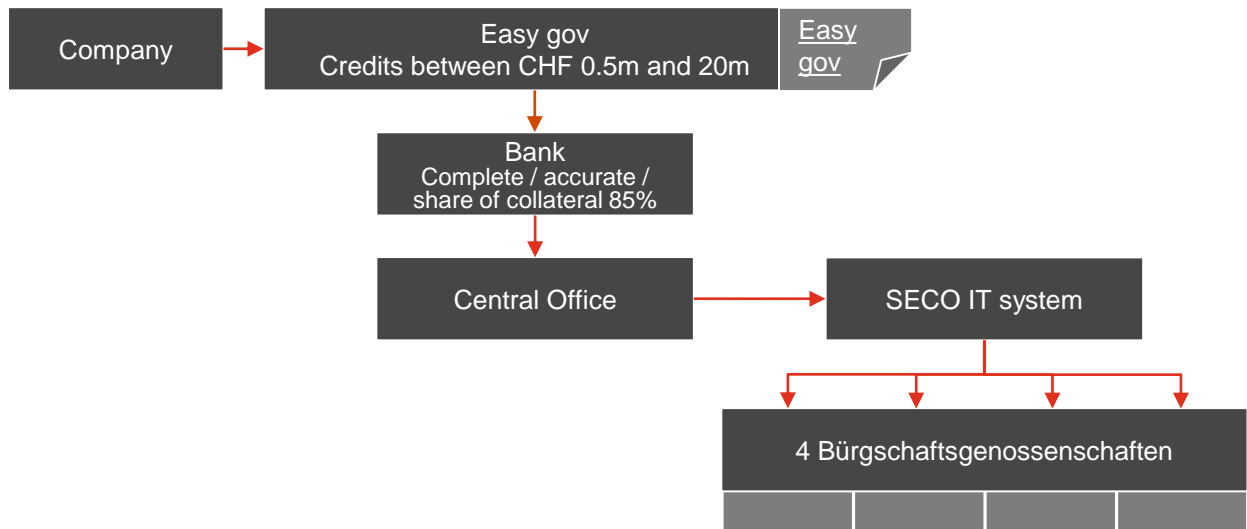 Company
Easy gov
Credits between CHF 0.5m and 20m
Easy
gov
Bank
Complete / accurate /
share of collateral 85%
Central Office
SECO IT system
4 Bürgschaftsgenossenschaften